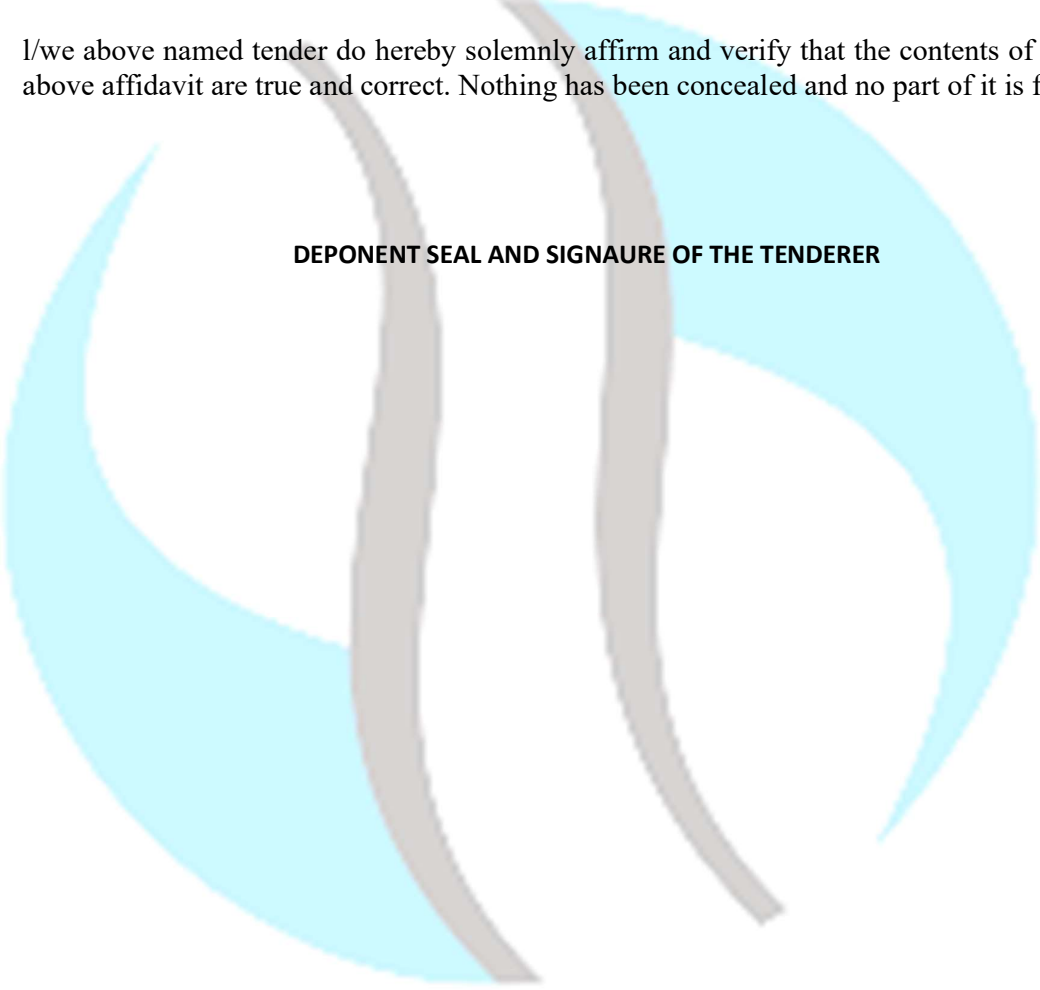 l/we above named tender do hereby solemnly affirm and verify that the contents of
above affidavit are true and correct. Nothing has been concealed and no part of it is
DEPONENT SEAL AND SIGNAURE OF THE TENDERER